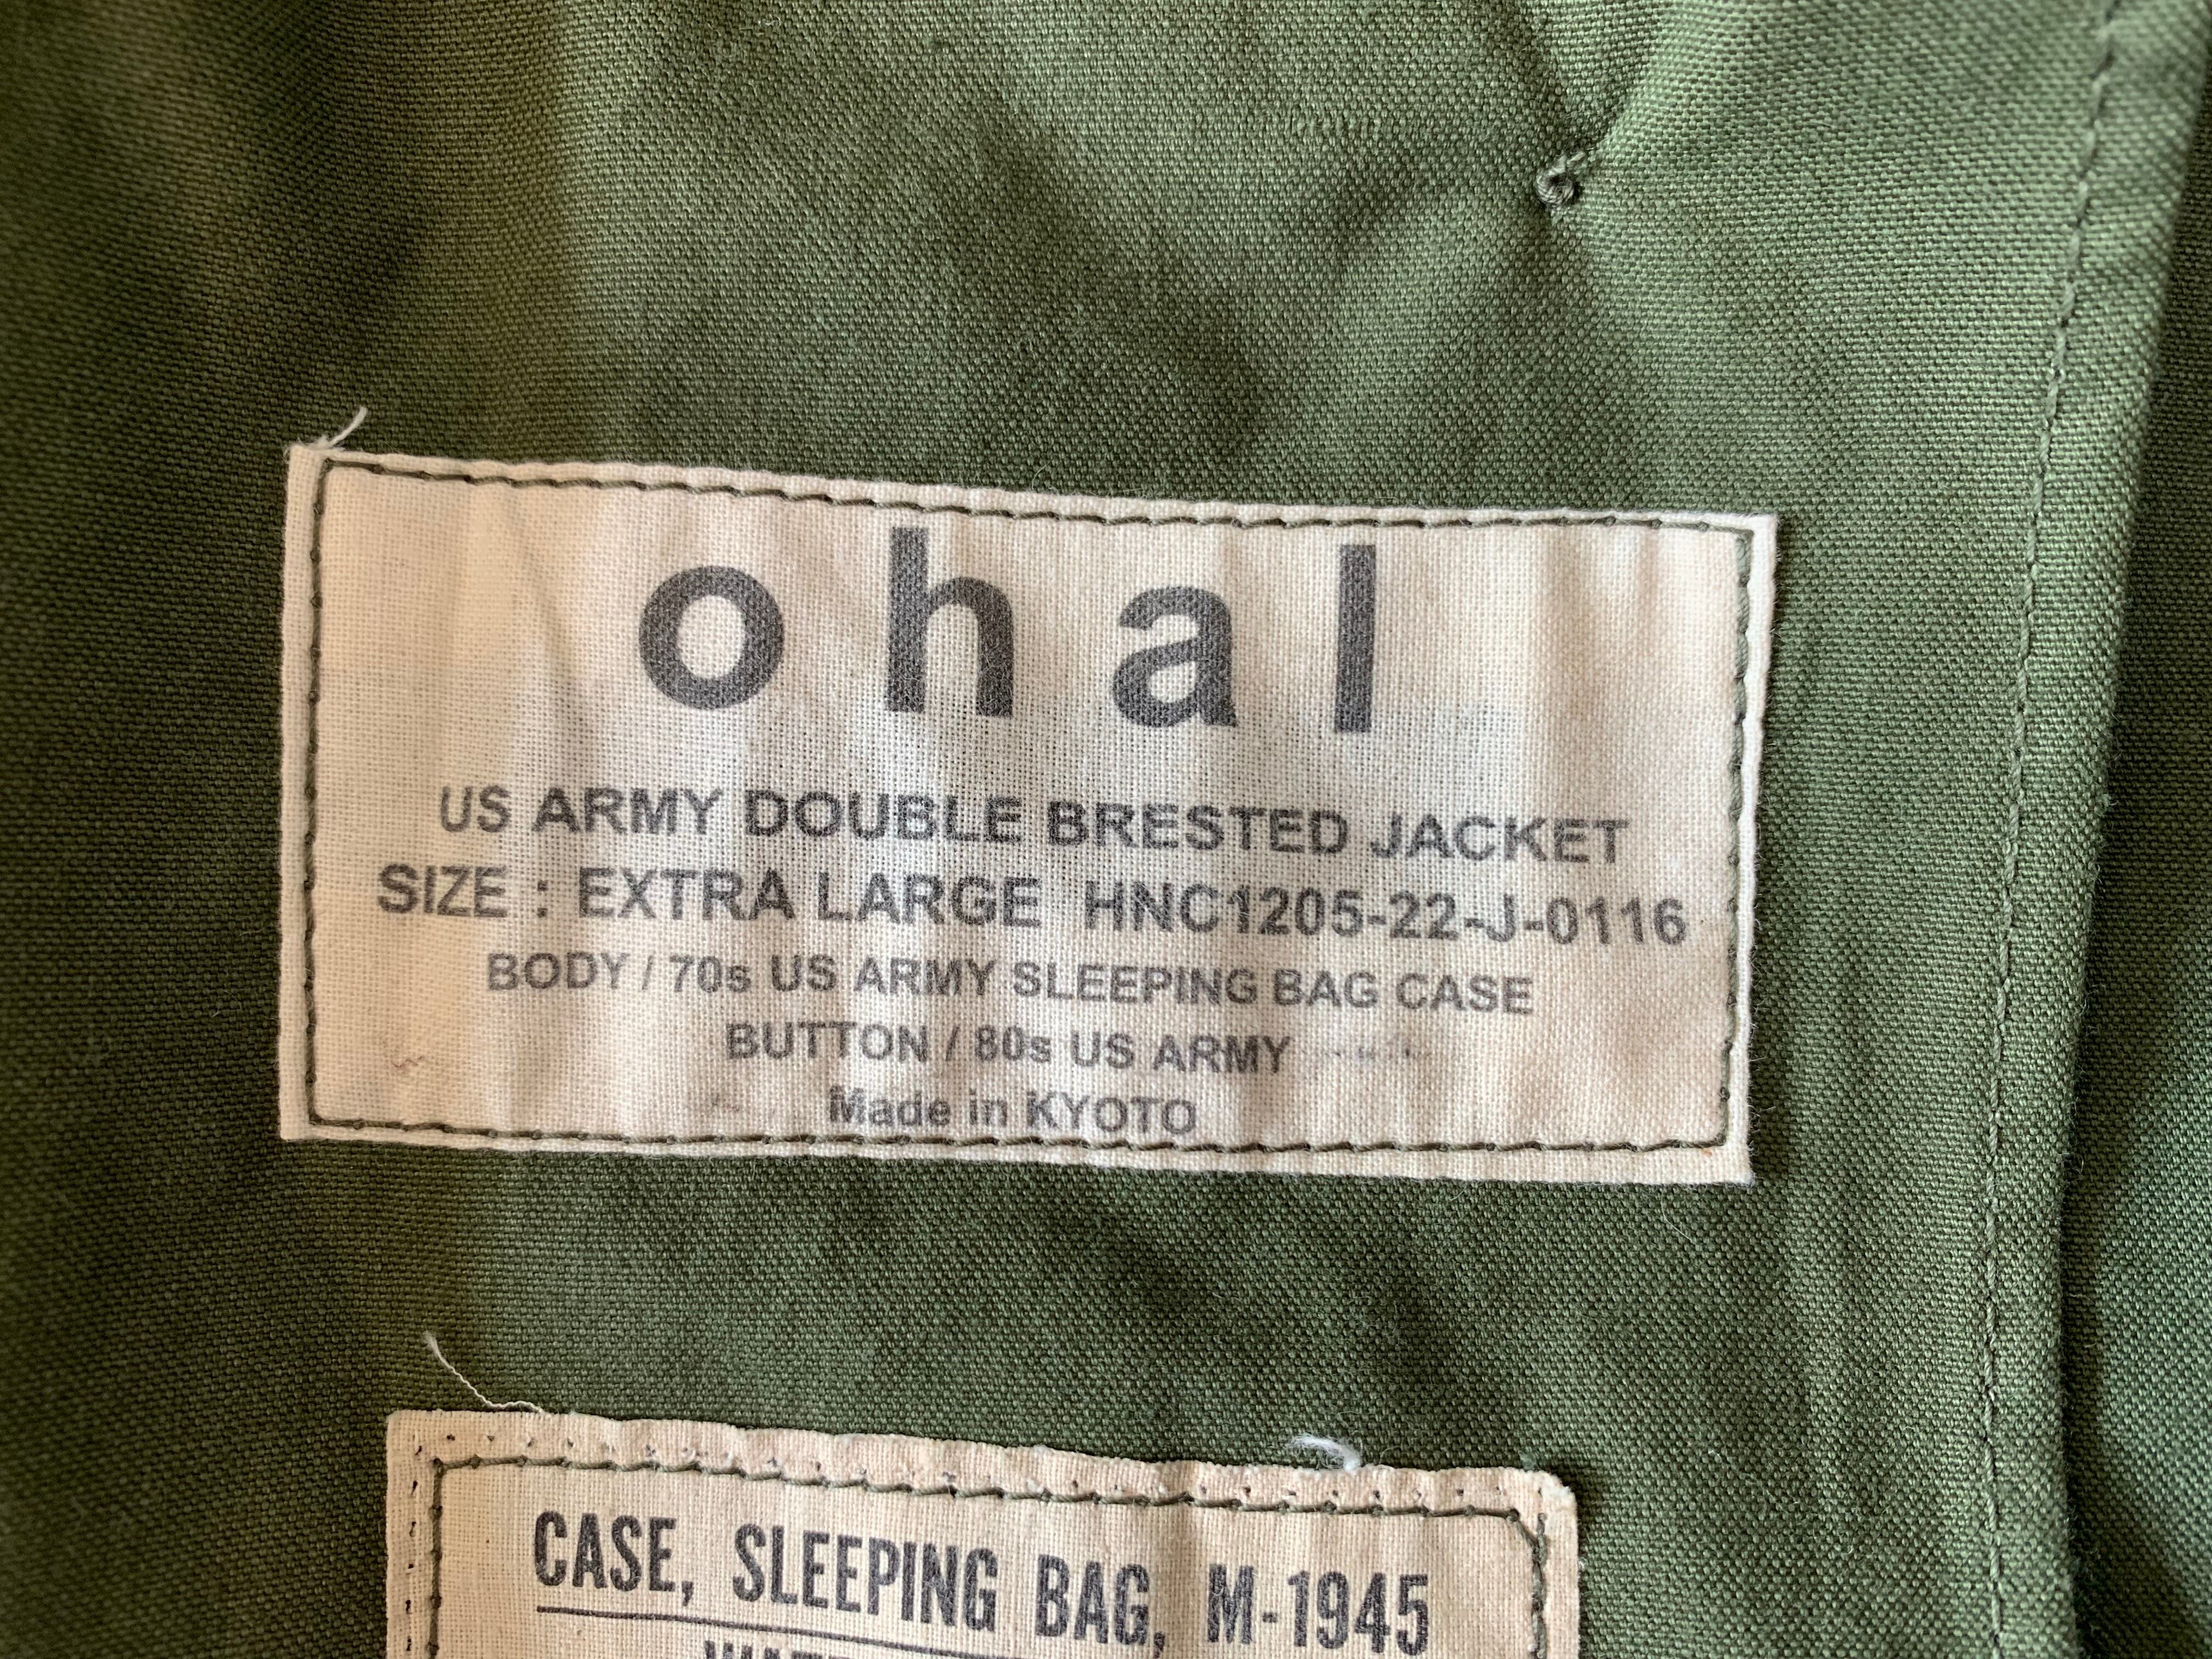 o h a l
US ARMY DOUBLE BRESTED JACKET
SIZE : EXTRA LARGE HNC1205-22-J-0116
BODY / 70s US ARMY SLEEPING BAG CASE
BUTTON / 80s US ARMY
Made in KYOTO
CASE, SLEEPING BAG, M-1945